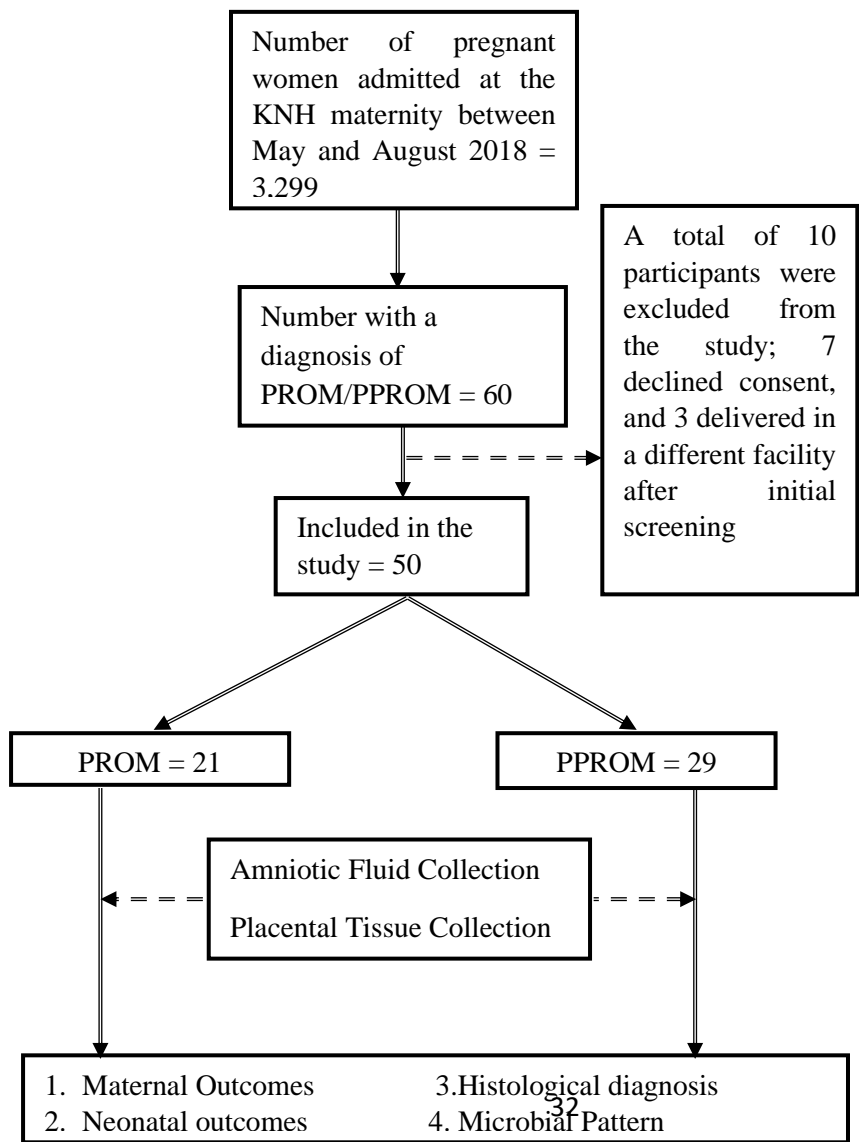 Number of pregnant
women admitted at the
KNH maternity between
May and August 2018 =
3,299
A total of 10
participants were
excluded from
the study; 7
declined consent,
and 3 delivered in
a different facility
after initial
screening
Number with a
diagnosis of
PROM/PPROM = 60
Included in the
study = 50
PROM = 21
PPROM = 29
Amniotic Fluid Collection
Placental Tissue Collection
1. Maternal Outcomes 3.Histological diagnosis
2. Neonatal outcomes 4. Microbial Pattern
32